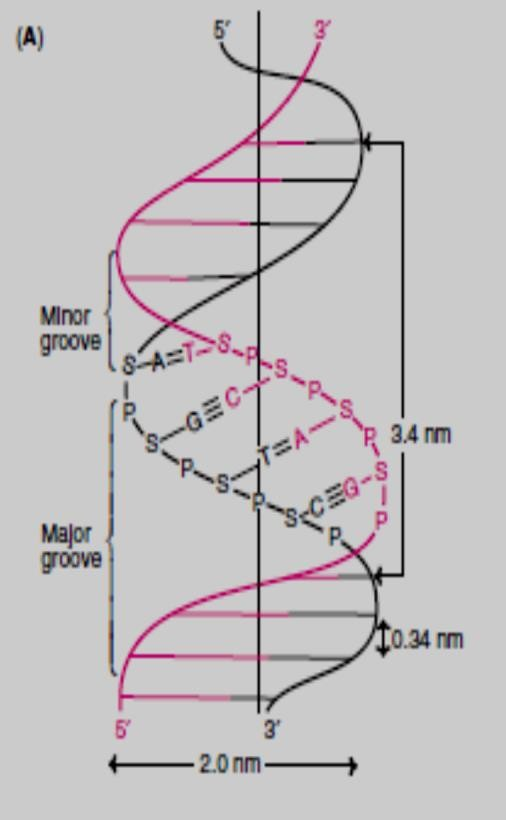 (A)
5′ 3′
Minor
groove
S-A=T-S-P-S
P
P
G≡C
S
S
P
3.4 nm
P
T=A
S
S
P
C≡G
S
P
P
Major
groove
0.34 nm
5′ 3′
2.0 nm